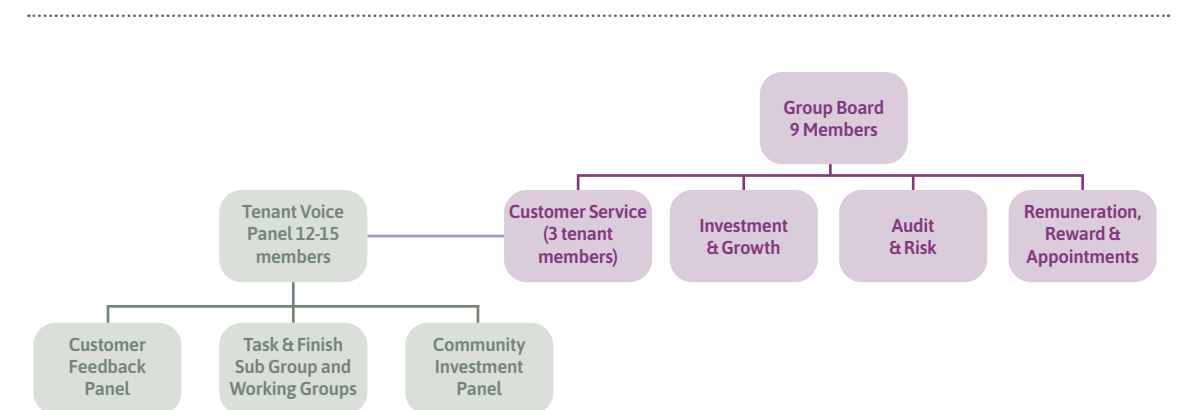 Group Board
9 Members
Tenant Voice
Panel 12-15
members
Customer Service
(3 tenant
members)
Investment
& Growth
Audit
& Risk
Remuneration,
Reward &
Appointments
Customer
Feedback
Panel
Task & Finish
Sub Group and
Working Groups
Community
Investment
Panel